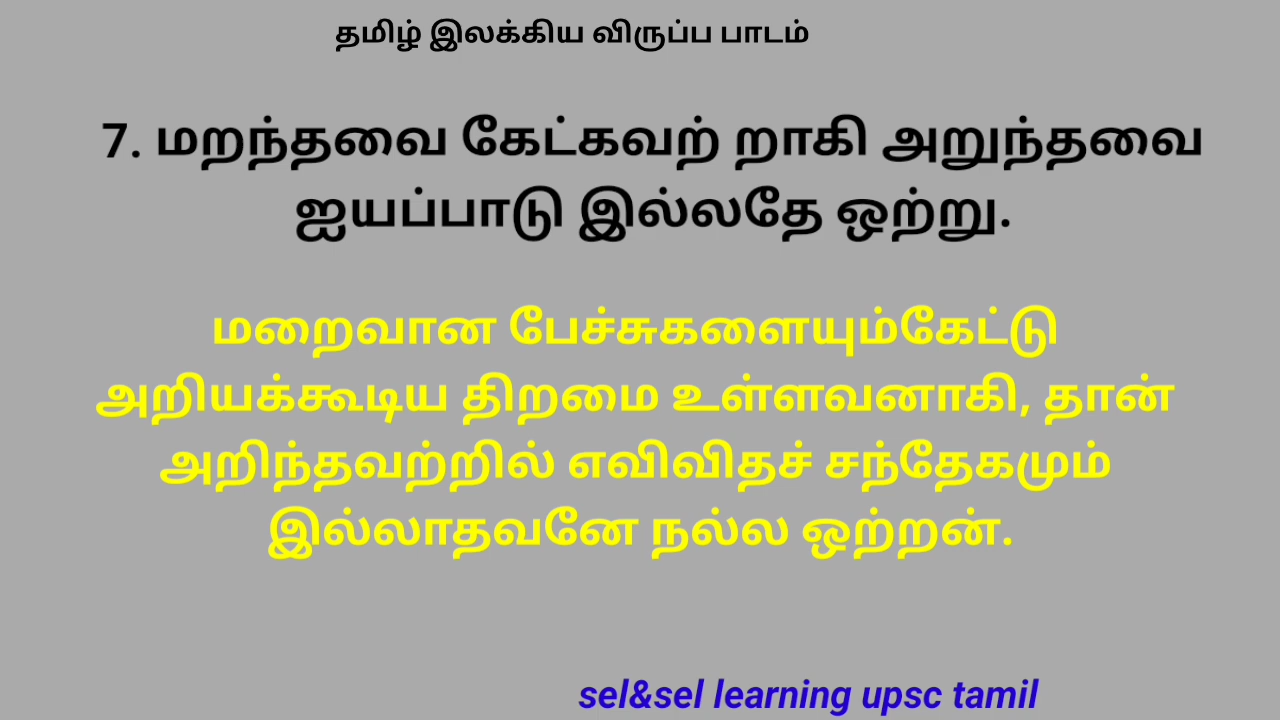 தமிழ் இலக்கிய விருப்ப பாடம்
7. மறந்தவை கேட்கவற் றாகி அறுந்தவை
ஐயப்பாடு இல்லதே ஒற்று.
மறைவான பேச்சுகளையும்கேட்டு
அறியக்கூடிய திறமை உள்ளவனாகி, தான்
அறிந்தவற்றில் எவிவிதச் சந்தேகமும்
இல்லாதவனே நல்ல ஒற்றன்.
sel&sel learning upsc tamil